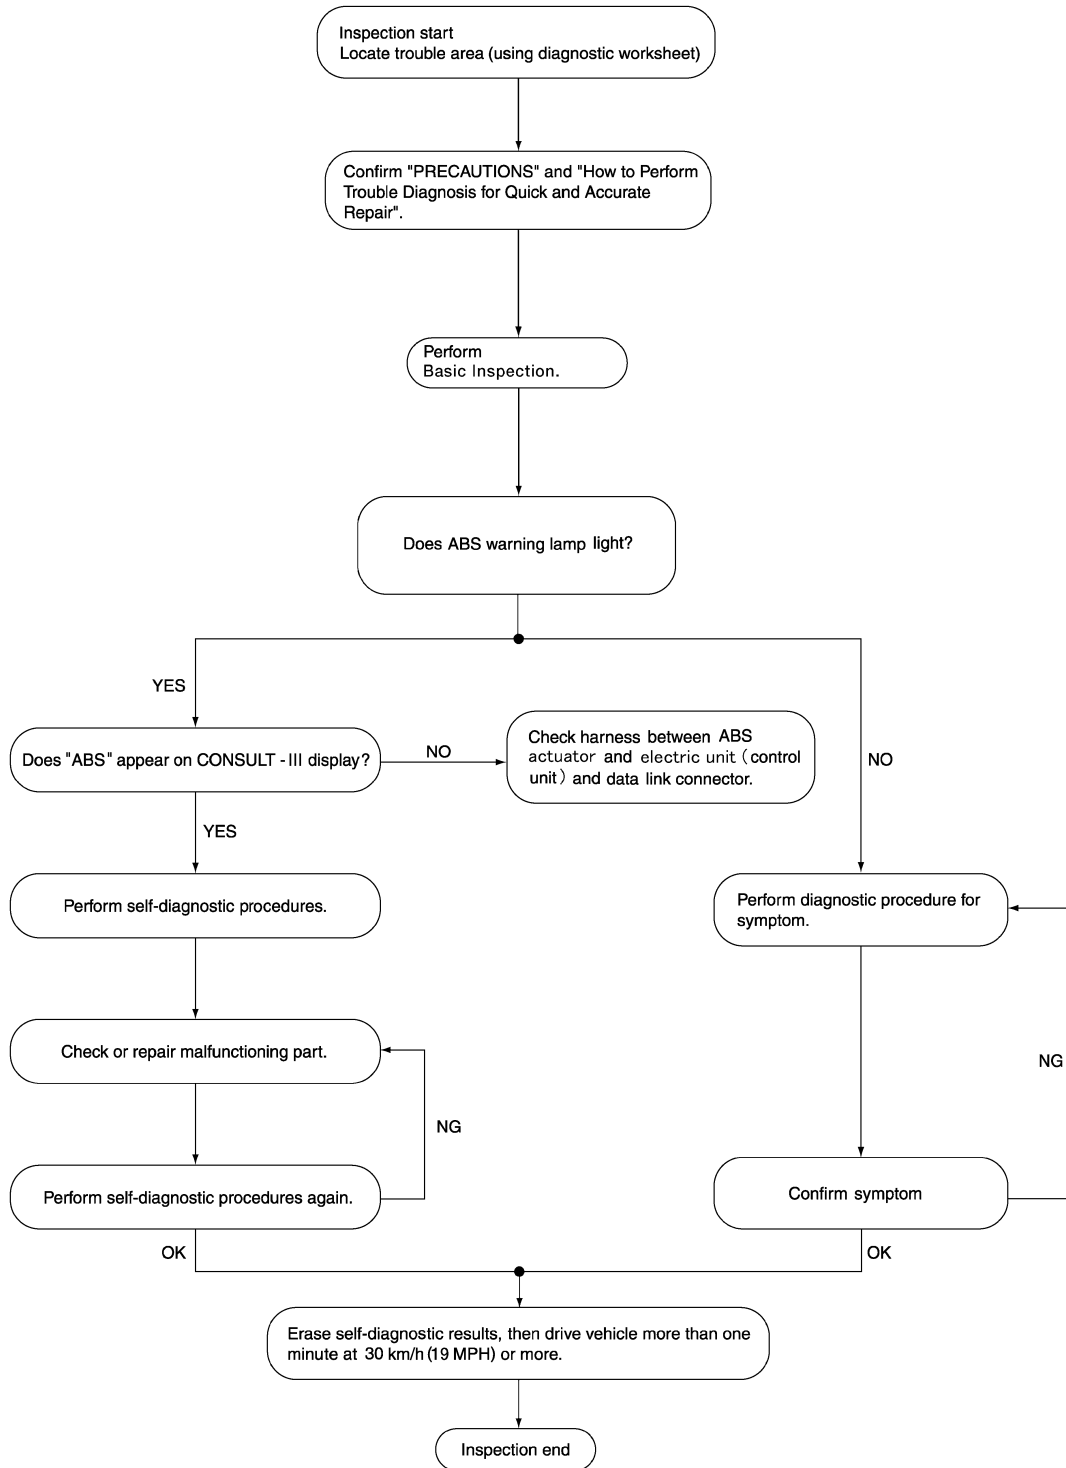 Inspection start
Locate trouble area (using diagnostic worksheet)
Confirm "PRECAUTIONS" and "How to Perform
Trouble Diagnosis for Quick and Accurate
Repair".
Perform
Basic Inspection.
Does ABS warning lamp light?
YES
Does "ABS" appear on CONSULT - III display?
NO
Check harness between ABS
actuator and electric unit (control
unit) and data link connector.
NO
YES
Perform self-diagnostic procedures.
Perform diagnostic procedure for
symptom.
Check or repair malfunctioning part.
NG
NG
Perform self-diagnostic procedures again.
Confirm symptom
OK
OK
Erase self-diagnostic results, then drive vehicle more than one
minute at 30 km/h (19 MPH) or more.
Inspection end